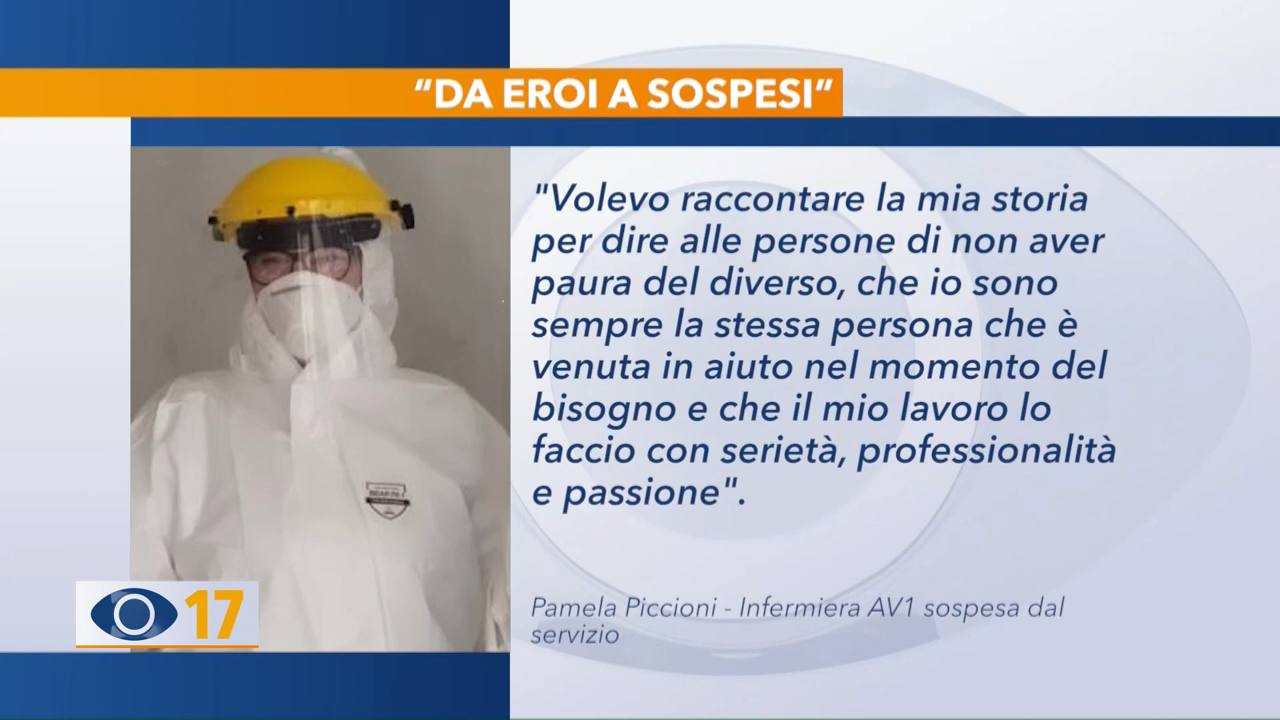 “DA EROI A SOSPESI”
"Volevo raccontare la mia storia
per dire alle persone di non aver
paura del diverso, che io sono
sempre la stessa persona che è
venuta in aiuto nel momento del
bisogno e che il mio lavoro lo
faccio con serietà, professionalità
e passione".
Pamela Piccioni - Infermiera AV1 sospesa dal
servizio
17